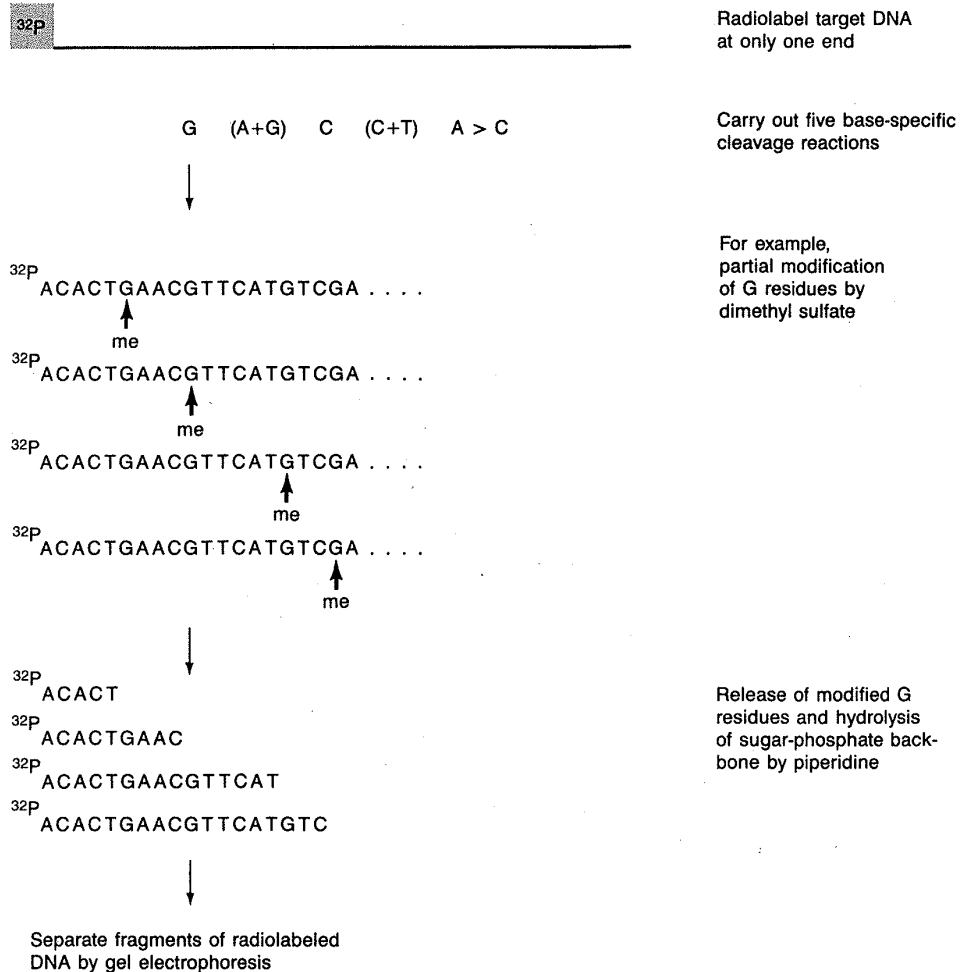 32P
Radiolabel target DNA
at only one end
G (A+G) C (C+T) A > C
Carry out five base-specific
cleavage reactions
For example,
partial modification
of G residues by
dimethyl sulfate
32P ACACTGAACGTTCATGTCGA . . . .
me
32P ACACTGAACGTTCATGTCGA . . . .
me
32P ACACTGAACGTTCATGTCGA . . . .
me
32P ACACTGAACGTTCATGTCGA . . . .
me
32P ACACT
32P ACACTGAAC
32P ACACTGAACGTTCAT
32P ACACTGAACGTTCATGTC
Release of modified G
residues and hydrolysis
of sugar-phosphate back-
bone by piperidine
Separate fragments of radiolabeled
DNA by gel electrophoresis